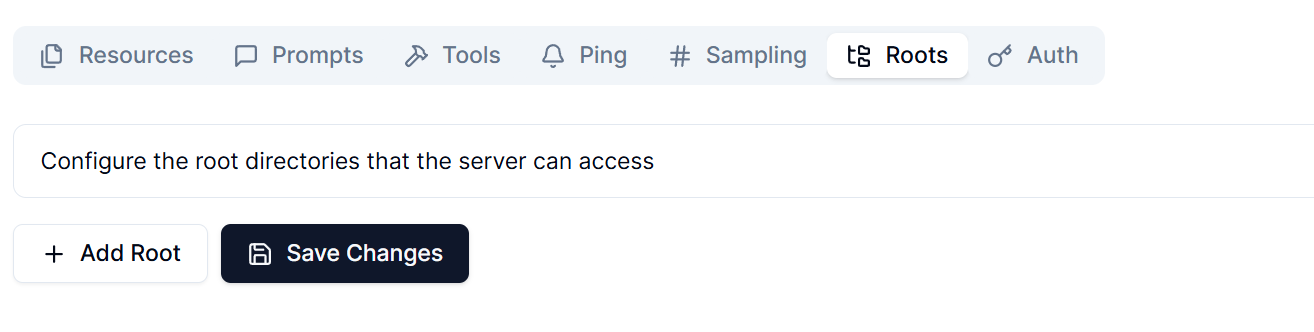 Resources Prompts Tools Ping Sampling Roots Auth
Configure the root directories that the server can access
Add Root Save Changes